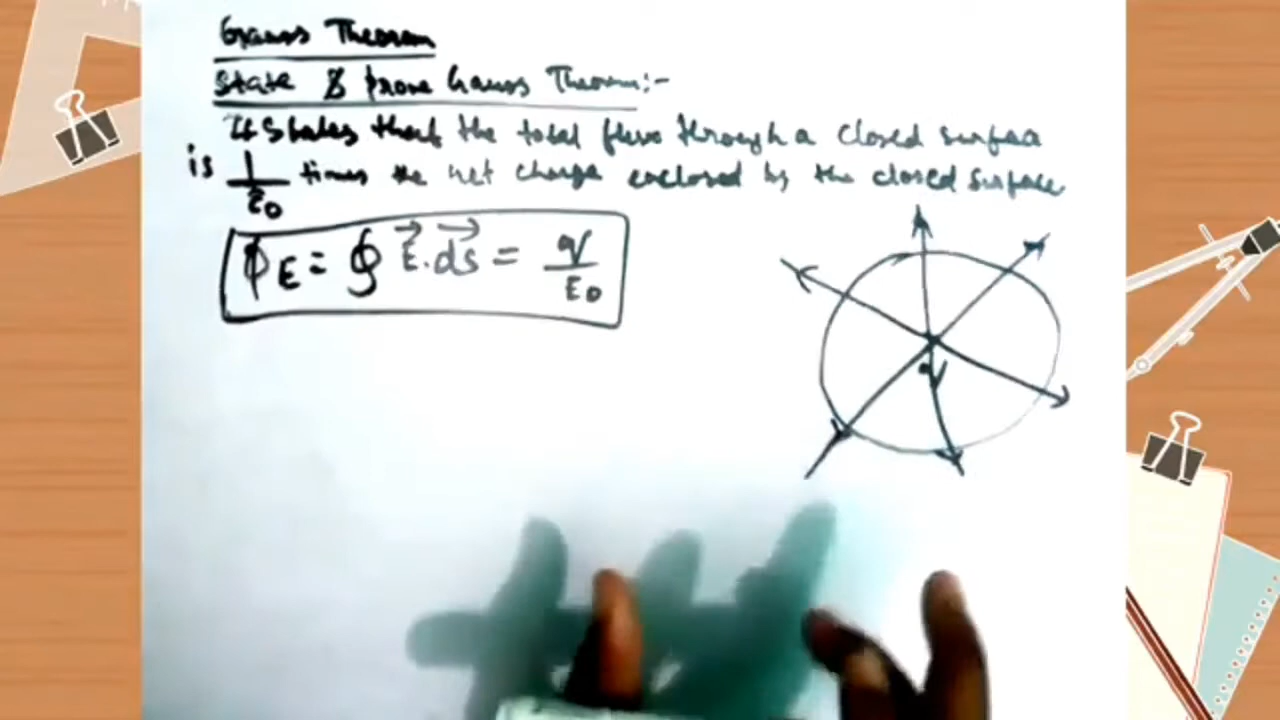 Gauss Theorem
State & prove Gauss Theorem:-
It States that the total flux through a closed surface
is 1/ε0 times the net charge enclosed by the closed surface
ϕE = ∮ E⃗.ds⃗ = q/ε0
q